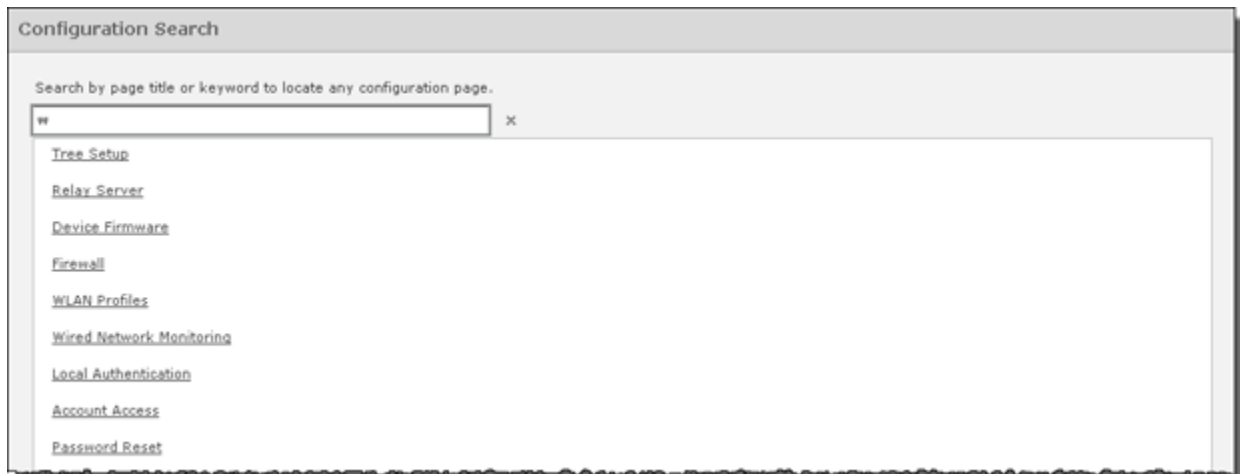 Configuration Search
Search by page title or keyword to locate any configuration page.
w
×
Tree Setup
Relay Server
Device Firmware
Firewall
WLAN Profiles
Wired Network Monitoring
Local Authentication
Account Access
Password Reset